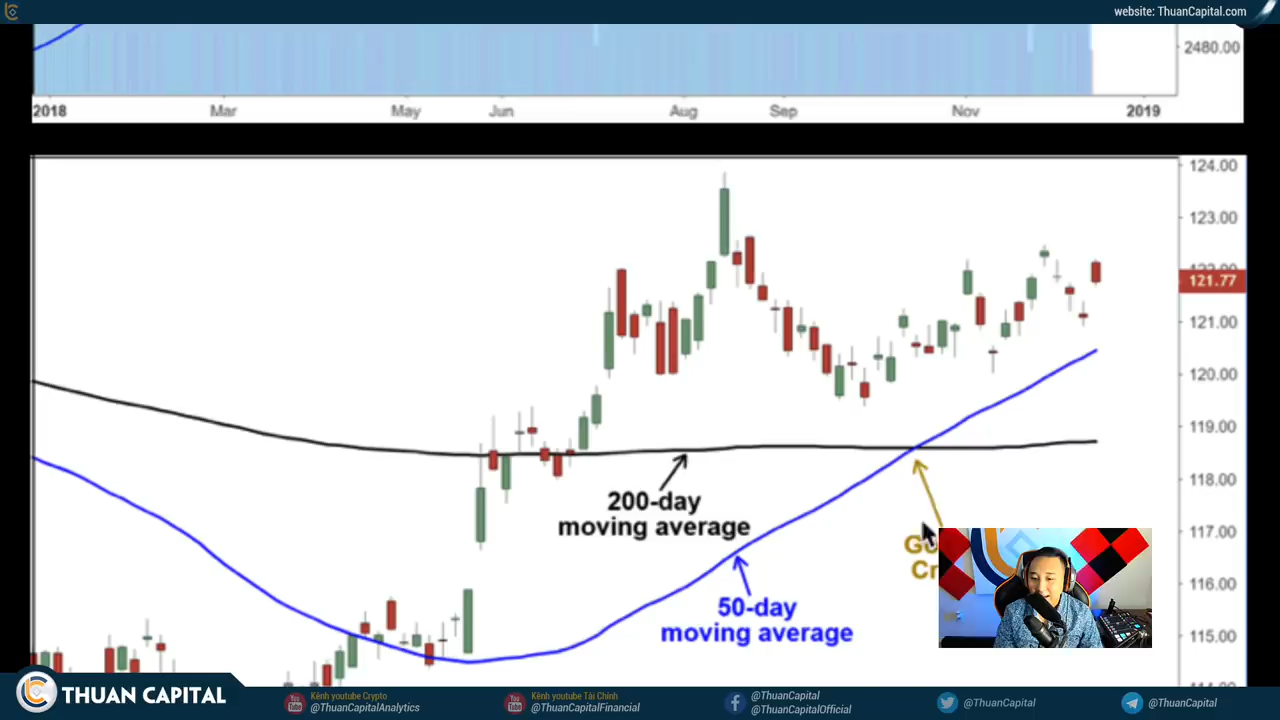 website: ThuanCapital.com
2480.00
2018 Mar May Jun Aug Sep Nov 2019
124.00
123.00
121.77
121.00
120.00
119.00
118.00
117.00
116.00
115.00
200-day
moving average
50-day
moving average
THUAN CAPITAL
Kênh youtube Crypto
@ThuanCapitalAnalytics
Kênh youtube Tài Chính
@ThuanCapitalFinancial
@ThuanCapital
@ThuanCapitalOfficial
@ThuanCapital
@ThuanCapital